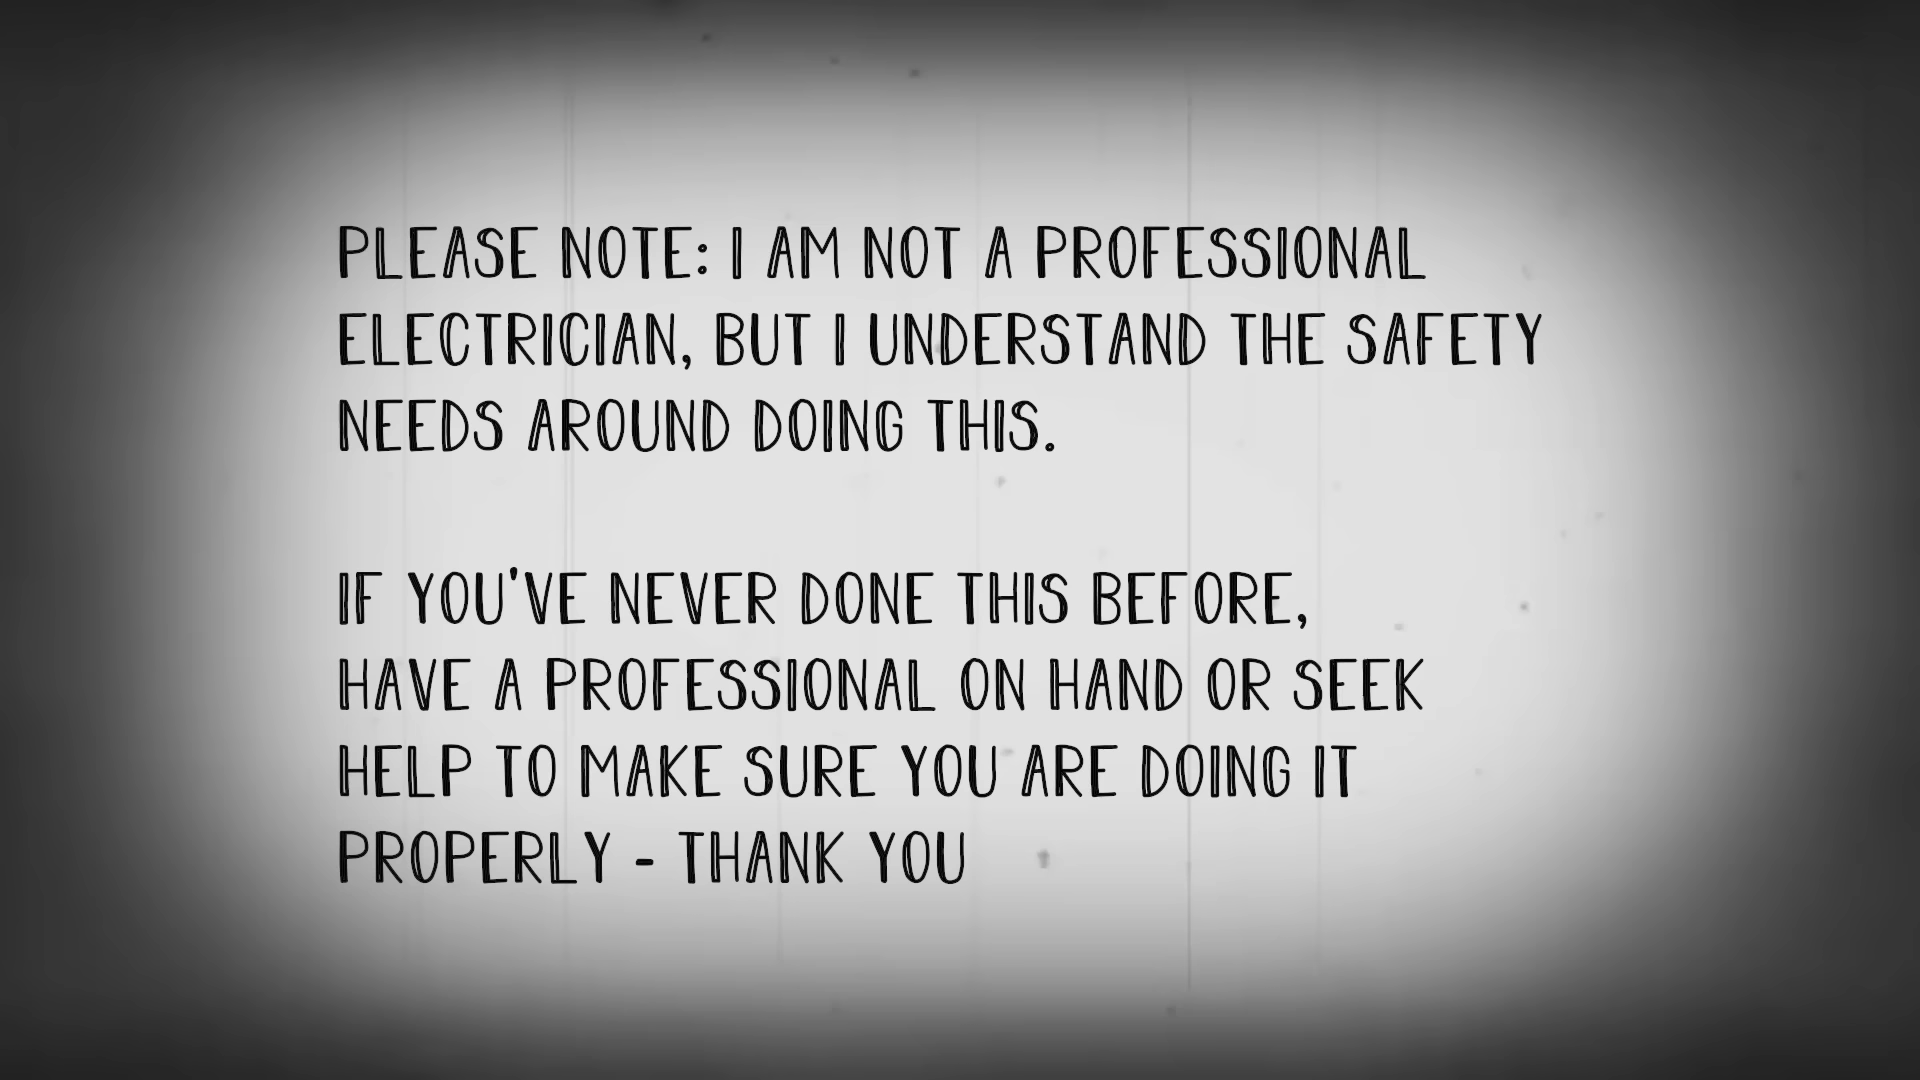 PLEASE NOTE: I AM NOT A PROFESSIONAL
ELECTRICIAN, BUT I UNDERSTAND THE SAFETY
NEEDS AROUND DOING THIS.
IF YOU'VE NEVER DONE THIS BEFORE,
HAVE A PROFESSIONAL ON HAND OR SEEK
HELP TO MAKE SURE YOU ARE DOING IT
PROPERLY - THANK YOU